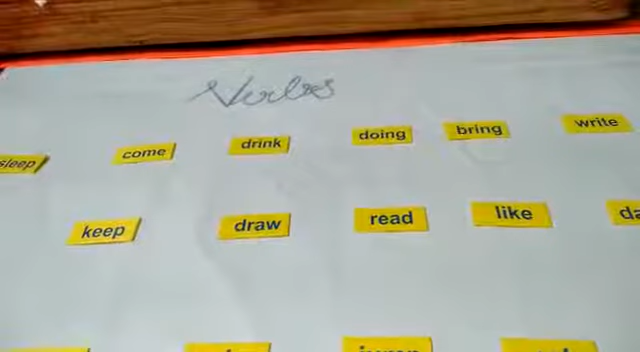 Verbs
sleep come drink doing bring write
keep draw read like